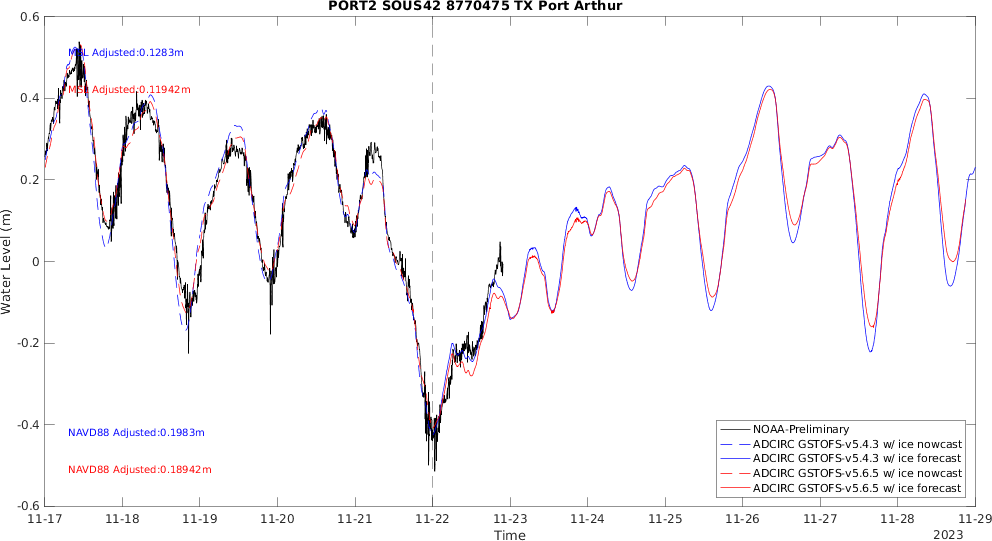 PORT2 SOUS42 8770475 TX Port Arthur
0.6
MSL Adjusted:0.1283m
0.4
MSL Adjusted:0.11942m
0.2
Water Level (m)
0
-0.2
-0.4
NAVD88 Adjusted:0.1983m
NAVD88 Adjusted:0.18942m
NOAA-Preliminary
ADCIRC GSTOFS-v5.4.3 w/ ice nowcast
ADCIRC GSTOFS-v5.4.3 w/ ice forecast
ADCIRC GSTOFS-v5.6.5 w/ ice nowcast
ADCIRC GSTOFS-v5.6.5 w/ ice forecast
-0.6
11-17 11-18 11-19 11-20 11-21 11-22 11-23 11-24 11-25 11-26 11-27 11-28 11-29
Time
2023